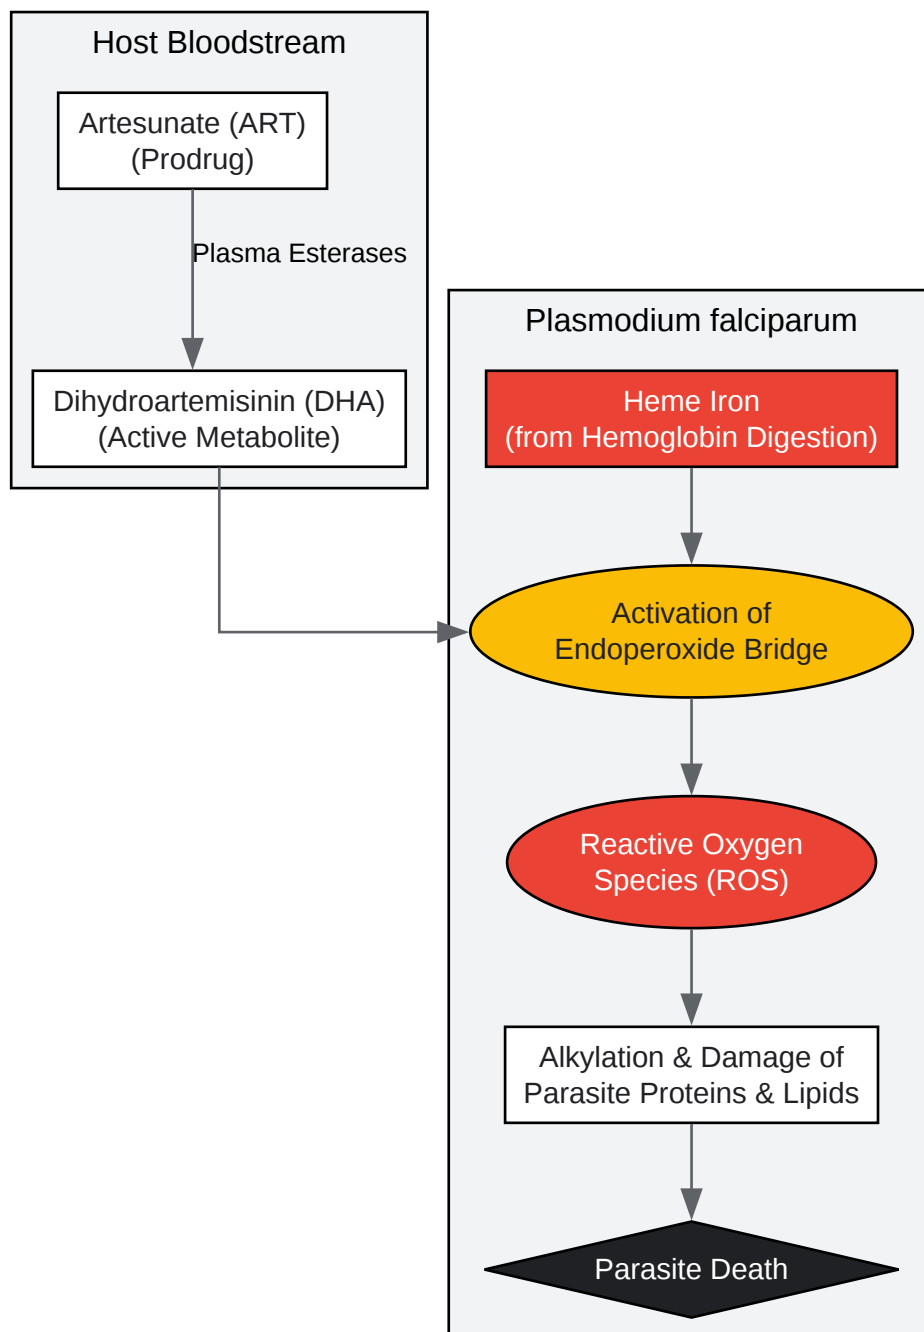 Host Bloodstream
Artesunate (ART)
(Prodrug)
Plasma Esterases
Dihydroartemisinin (DHA)
(Active Metabolite)
Plasmodium falciparum
Heme Iron
(from Hemoglobin Digestion)
Activation of
Endoperoxide Bridge
Reactive Oxygen
Species (ROS)
Alkylation & Damage of
Parasite Proteins & Lipids
Parasite Death